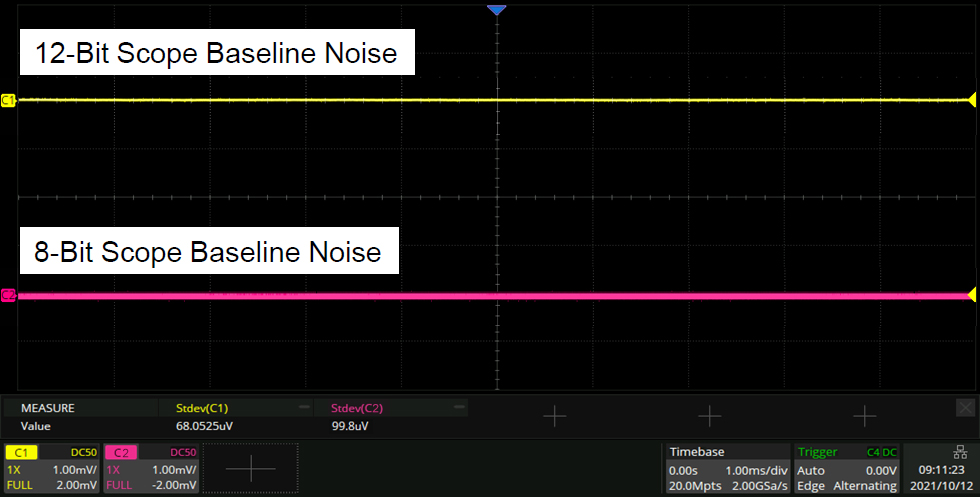 12-Bit Scope Baseline Noise
C1
8-Bit Scope Baseline Noise
C2
MEASURE Stdev(C1) Stdev(C2)
Value 68.0525uV 99.8uV
C1 DC50 C2 DC50 Timebase Trigger C4 DC
1X 1.00mV/ 1X 1.00mV/ 0.00s 1.00ms/div Auto 0.00V 09:11:23
FULL 2.00mV FULL -2.00mV 20.0Mpts 2.00GSa/s Edge Alternating 2021/10/12